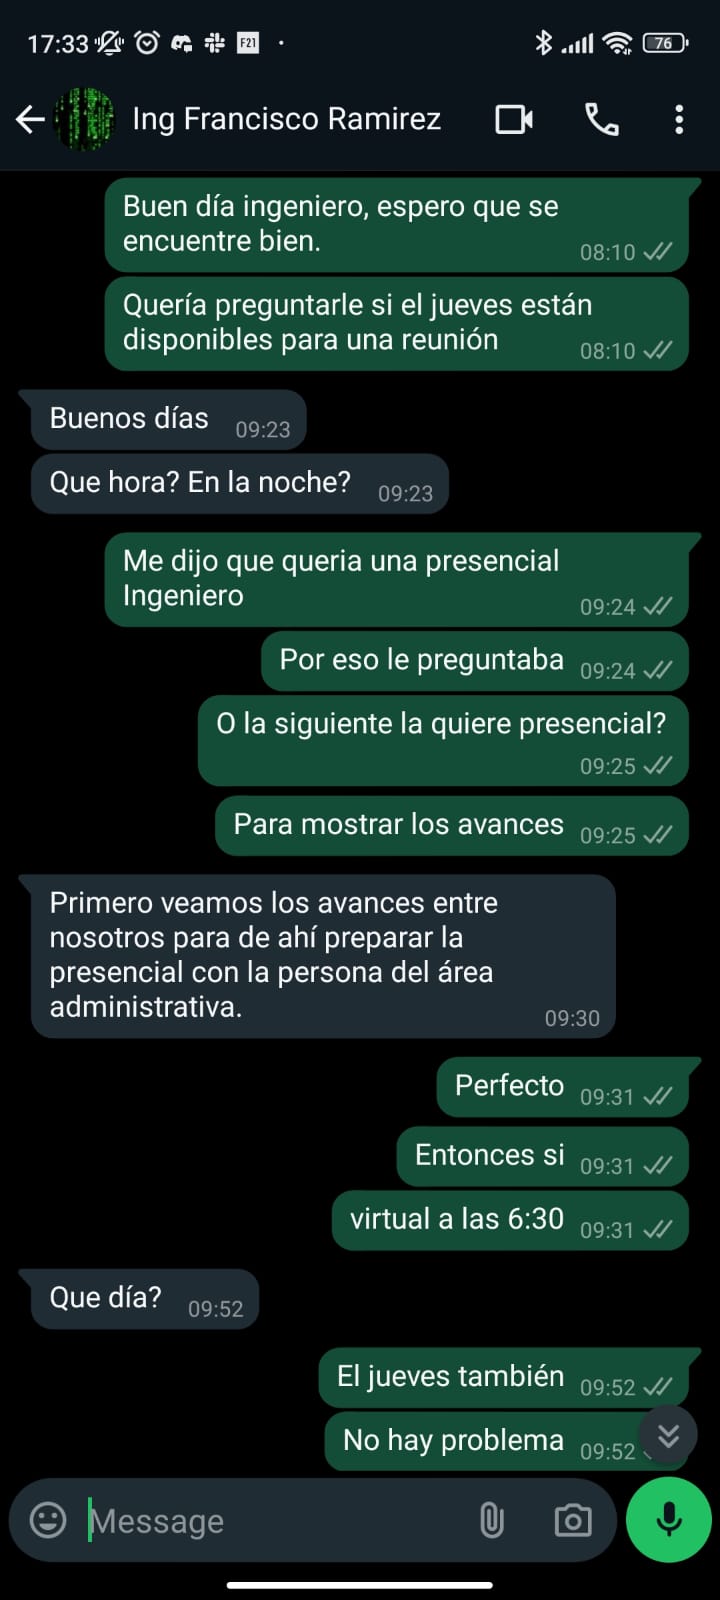 17:33
F21
76
Ing Francisco Ramirez
Buen día ingeniero, espero que se
encuentre bien.
08:10
Quería preguntarle si el jueves están
disponibles para una reunión
08:10
Buenos días 09:23
Que hora? En la noche? 09:23
Me dijo que queria una presencial
Ingeniero
09:24
Por eso le preguntaba 09:24
O la siguiente la quiere presencial?
09:25
Para mostrar los avances 09:25
Primero veamos los avances entre
nosotros para de ahí preparar la
presencial con la persona del área
administrativa.
09:30
Perfecto 09:31
Entonces si 09:31
virtual a las 6:30 09:31
Que día? 09:52
El jueves también 09:52
No hay problema 09:52
Message